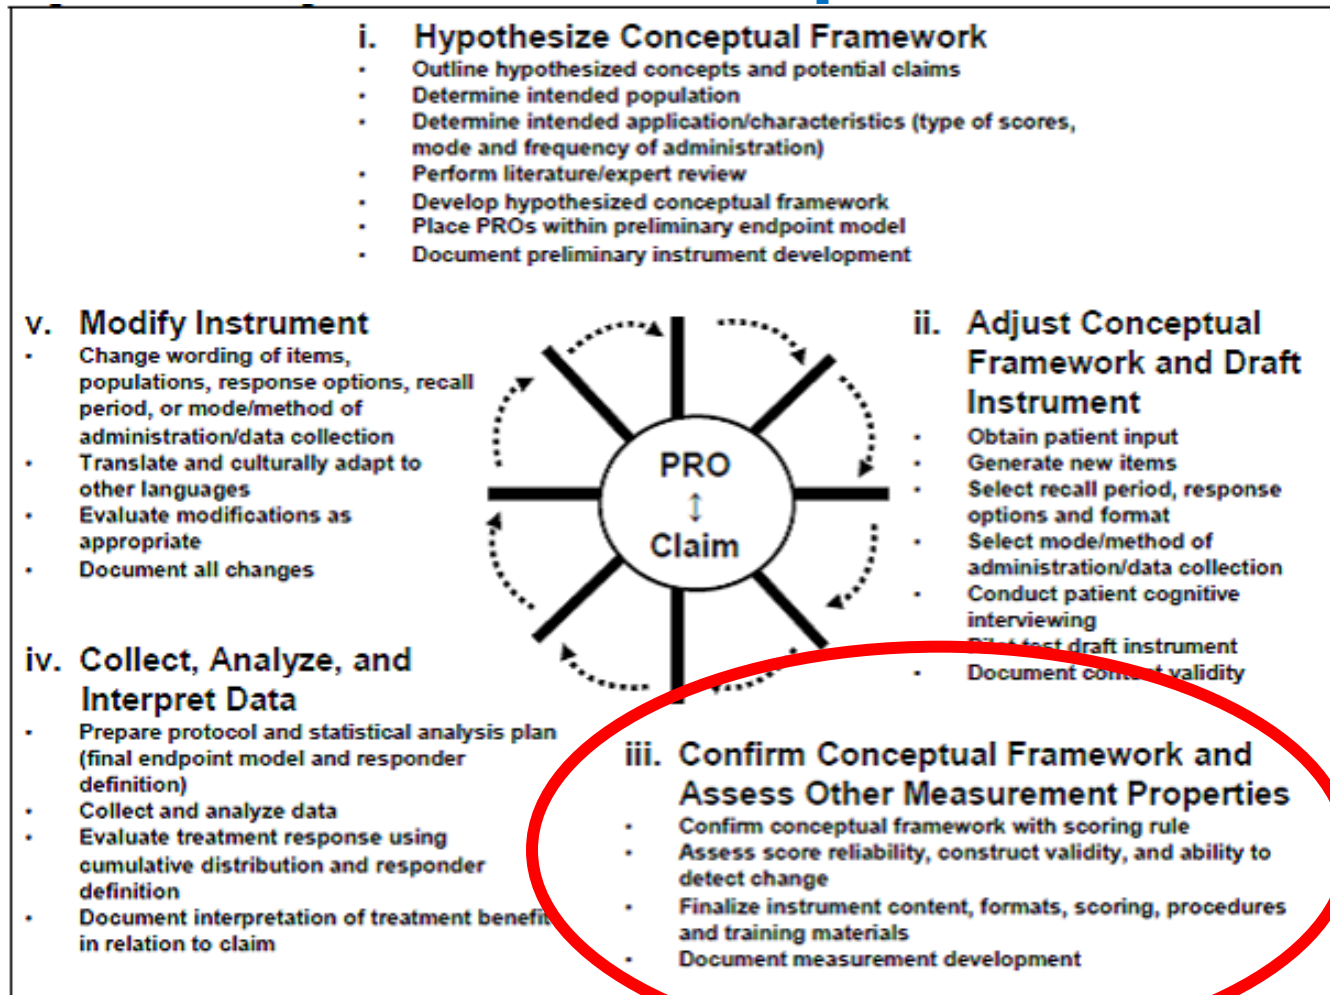 i. Hypothesize Conceptual Framework
· Outline hypothesized concepts and potential claims
· Determine intended population
· Determine intended application/characteristics (type of scores,
mode and frequency of administration)
· Perform literature/expert review
· Develop hypothesized conceptual framework
· Place PROs within preliminary endpoint model
· Document preliminary instrument development
ii. Adjust Conceptual
Framework and Draft
Instrument
· Obtain patient input
· Generate new items
· Select recall period, response
options and format
· Select mode/method of
administration/data collection
· Conduct patient cognitive
interviewing
· Pilot test draft instrument
· Document content validity
PRO
↕
Claim
iii. Confirm Conceptual Framework and
Assess Other Measurement Properties
· Confirm conceptual framework with scoring rule
· Assess score reliability, construct validity, and ability to
detect change
· Finalize instrument content, formats, scoring, procedures
and training materials
· Document measurement development
iv. Collect, Analyze, and
Interpret Data
· Prepare protocol and statistical analysis plan
(final endpoint model and responder
definition)
· Collect and analyze data
· Evaluate treatment response using
cumulative distribution and responder
definition
· Document interpretation of treatment benefit
in relation to claim
v. Modify Instrument
· Change wording of items,
populations, response options, recall
period, or mode/method of
administration/data collection
· Translate and culturally adapt to
other languages
· Evaluate modifications as
appropriate
· Document all changes